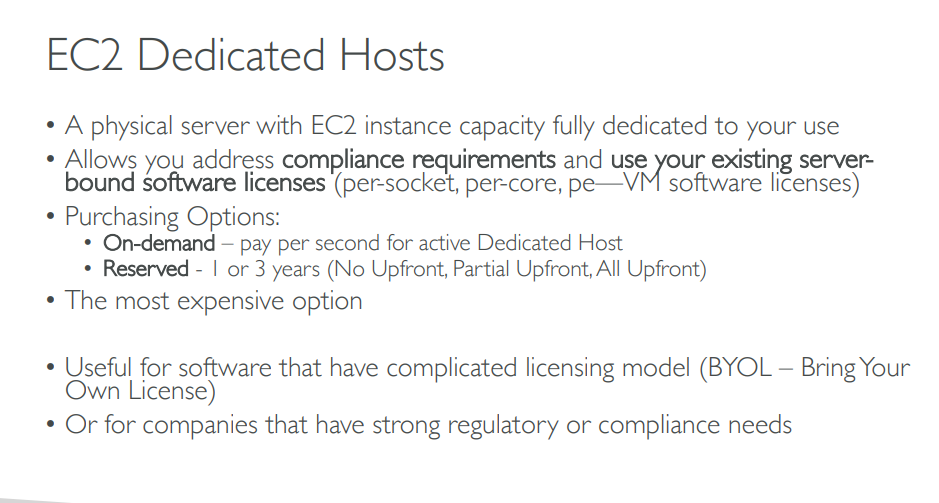 EC2 Dedicated Hosts
• A physical server with EC2 instance capacity fully dedicated to your use
• Allows you address compliance requirements and use your existing server-
bound software licenses (per-socket, per-core, pe—VM software licenses)
• Purchasing Options:
• On-demand – pay per second for active Dedicated Host
• Reserved - 1 or 3 years (No Upfront, Partial Upfront, All Upfront)
• The most expensive option
• Useful for software that have complicated licensing model (BYOL – Bring Your
Own License)
• Or for companies that have strong regulatory or compliance needs